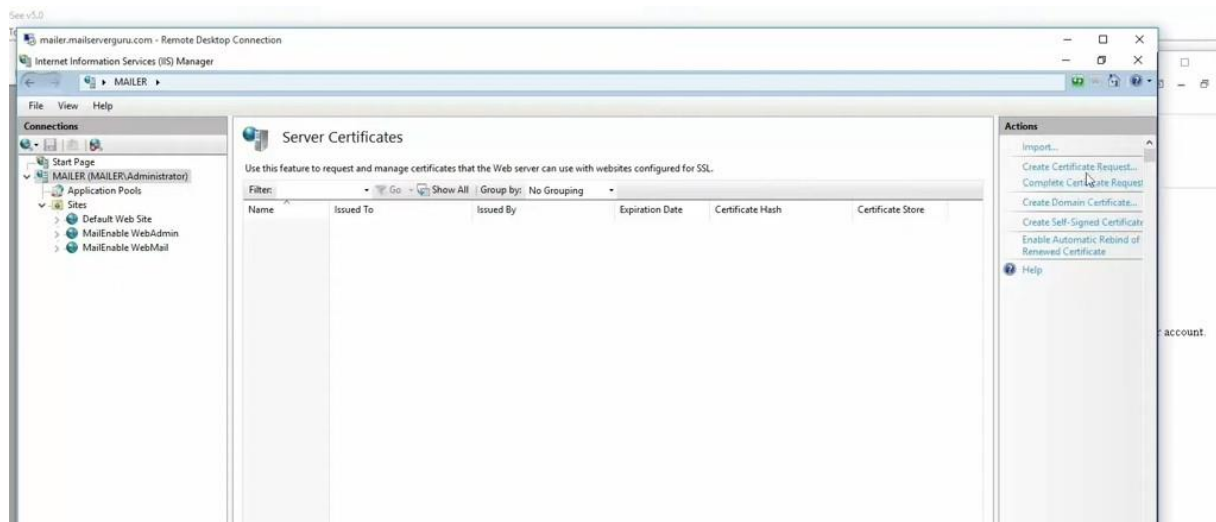 See v5.0
mailer.mailserverguru.com - Remote Desktop Connection
Internet Information Services (IIS) Manager
MAILER
File View Help
Connections
Start Page
MAILER (MAILER\Administrator)
Application Pools
Sites
Default Web Site
MailEnable WebAdmin
MailEnable WebMail
Server Certificates
Use this feature to request and manage certificates that the Web server can use with websites configured for SSL.
Filter: Go Show All Group by: No Grouping
Name Issued To Issued By Expiration Date Certificate Hash Certificate Store
Actions
Import...
Create Certificate Request...
Complete Certificate Request
Create Domain Certificate...
Create Self-Signed Certificate
Enable Automatic Rebind of
Renewed Certificate
Help
account.